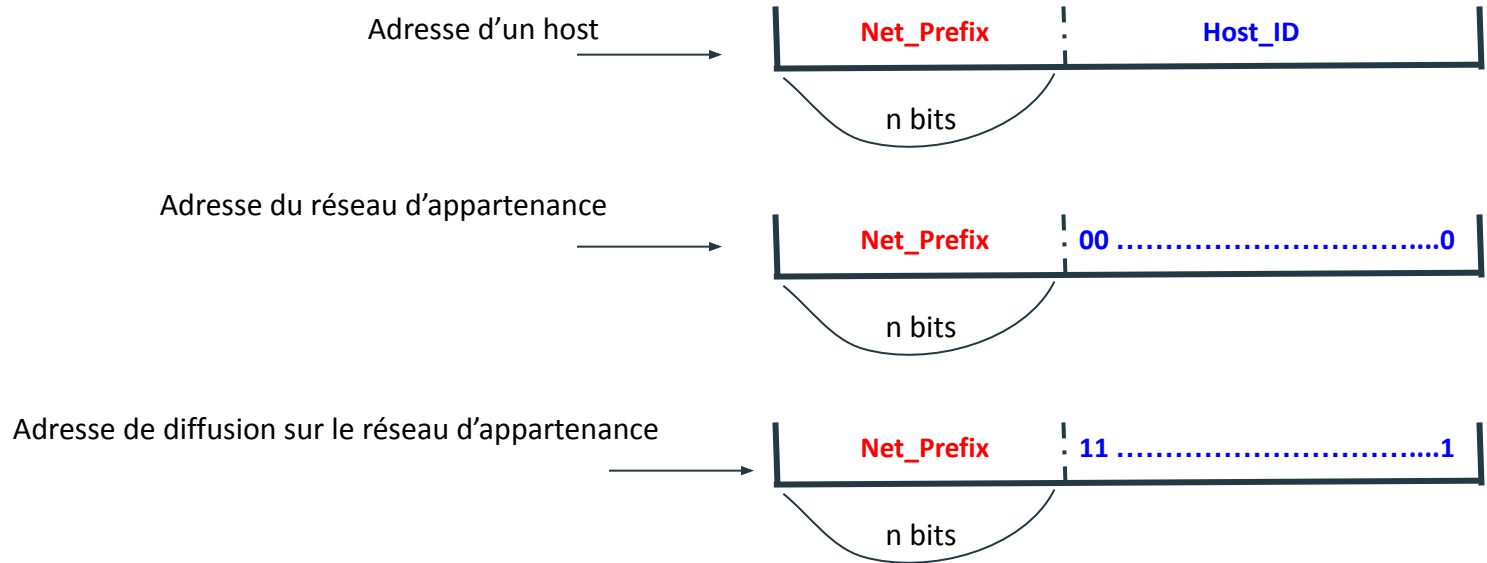 Adresse d’un host
Net_Prefix Host_ID
n bits
Adresse du réseau d’appartenance
Net_Prefix 00 ……………………………....0
n bits
Adresse de diffusion sur le réseau d’appartenance
Net_Prefix 11 ……………………………....1
n bits